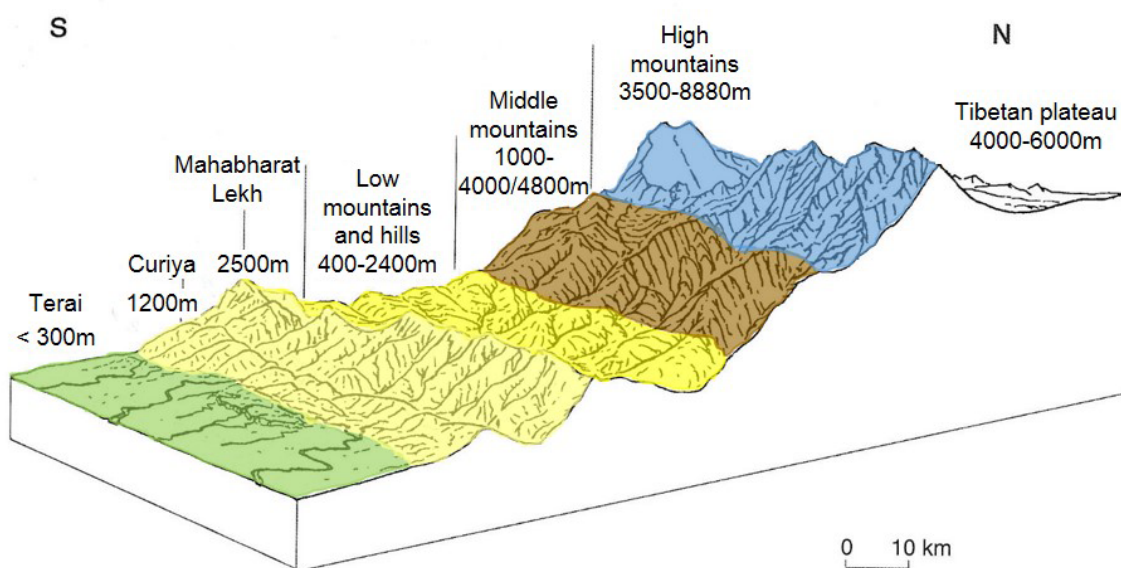 S
N
High
mountains
3500-8880m
Tibetan plateau
4000-6000m
Middle
mountains
1000-
4000/4800m
Mahabharat
Lekh
2500m
Low
mountains
and hills
400-2400m
Curiya
1200m
Terai
< 300m
0 10 km